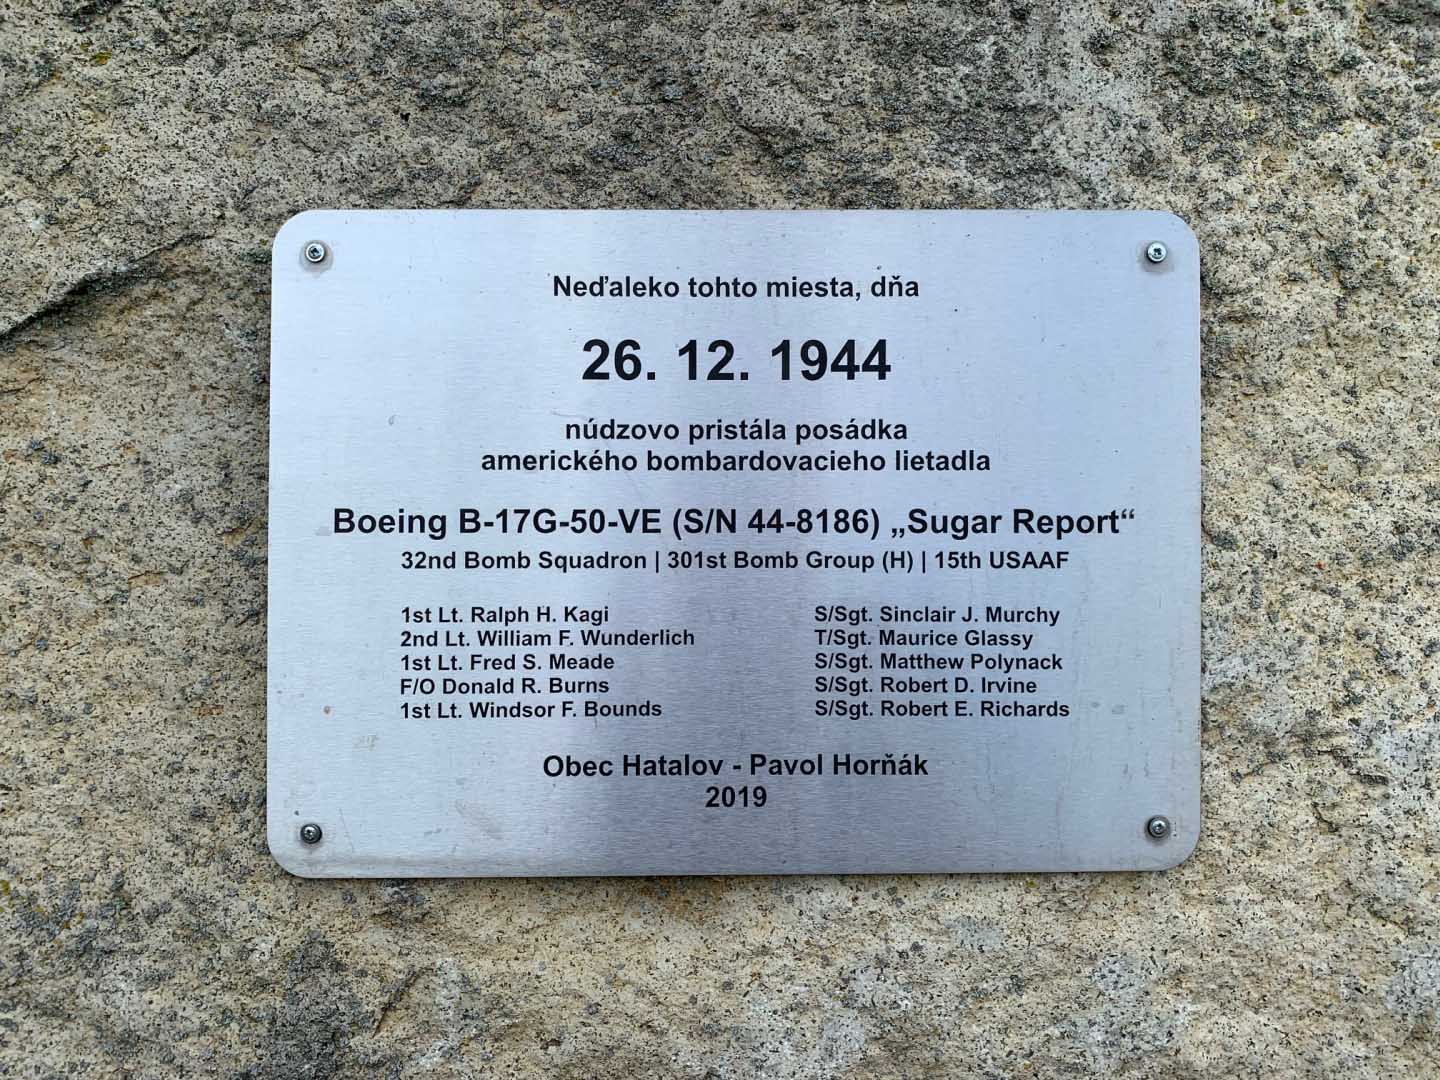 Neďaleko tohto miesta, dňa
26. 12. 1944
núdzovo pristála posádka
amerického bombardovacieho lietadla
Boeing B-17G-50-VE (S/N 44-8186) „Sugar Report“
32nd Bomb Squadron | 301st Bomb Group (H) | 15th USAAF
1st Lt. Ralph H. Kagi
2nd Lt. William F. Wunderlich
1st Lt. Fred S. Meade
F/O Donald R. Burns
1st Lt. Windsor F. Bounds
S/Sgt. Sinclair J. Murchy
T/Sgt. Maurice Glassy
S/Sgt. Matthew Polynack
S/Sgt. Robert D. Irvine
S/Sgt. Robert E. Richards
Obec Hatalov - Pavol Horňák
2019